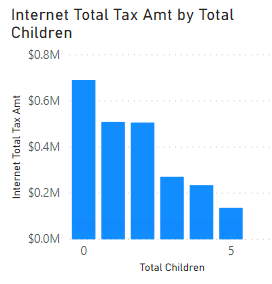 Internet Total Tax Amt by Total
Children
$0.8M
$0.6M
$0.4M
$0.2M
$0.0M
Internet Total Tax Amt
0
5
Total Children